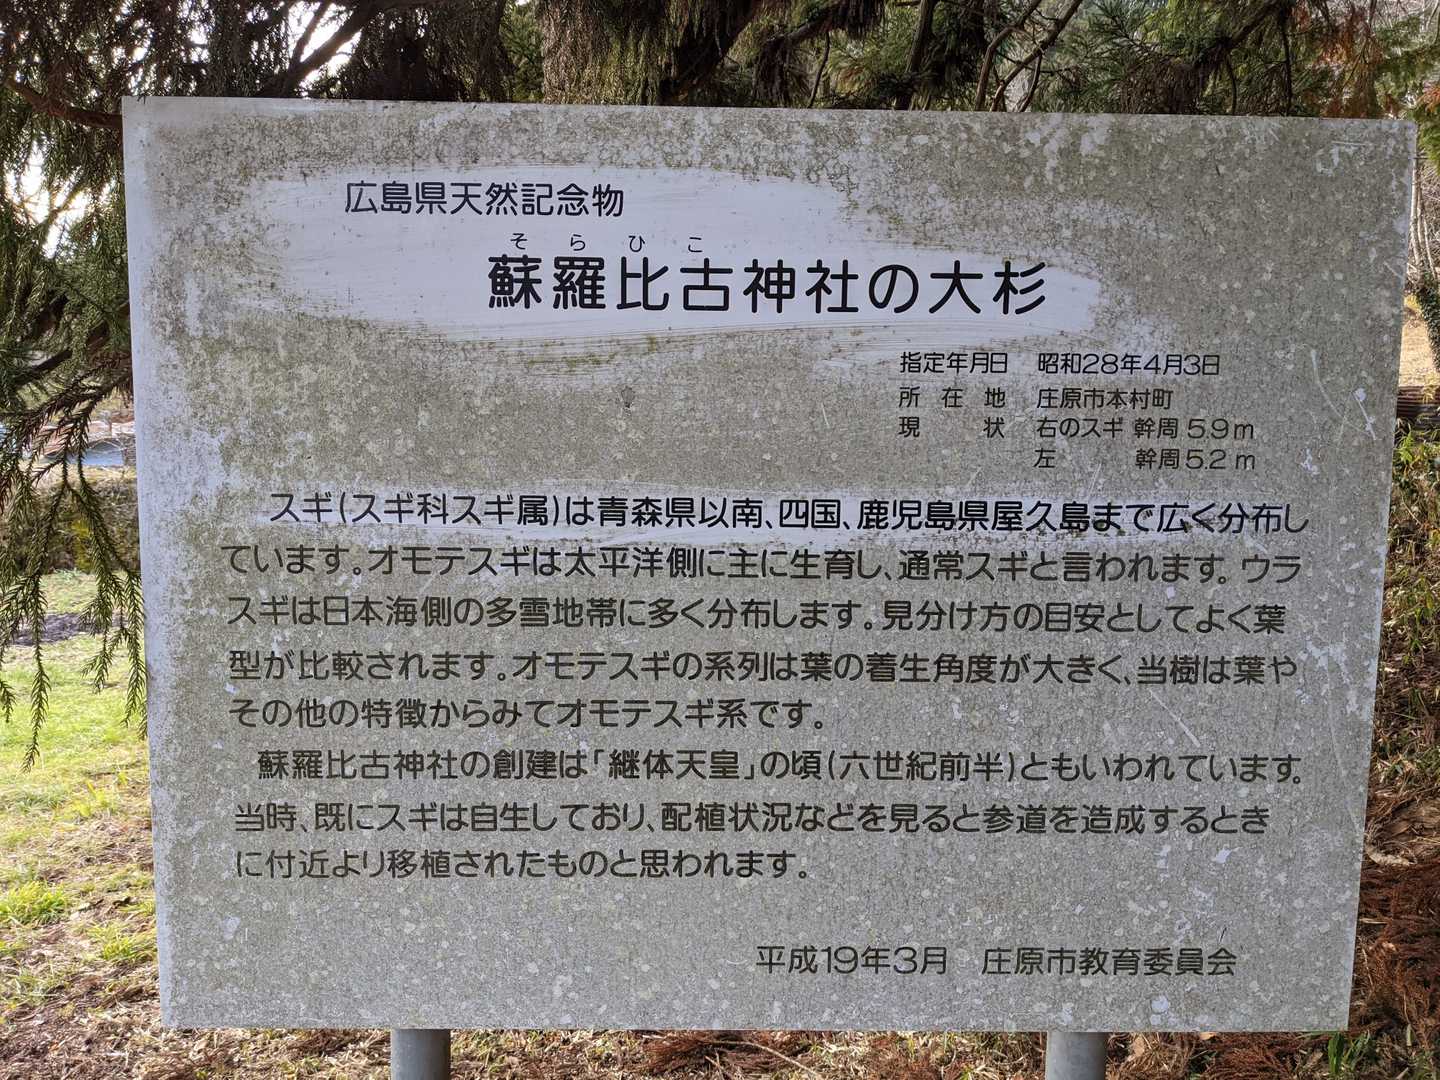 広島県天然記念物
そらひこ
蘇羅比古神社の大杉
指定年月日 昭和28年4月3日
所在地 庄原市本村町
現状 右のスギ 幹周 5.9m
左 幹周 5.2m
スギ(スギ科スギ属)は青森県以南、四国、鹿児島県屋久島まで広く分布し
ています。オモテスギは太平洋側に主に生育し、通常スギと言われます。ウラ
スギは日本海側の多雪地帯に多く分布します。見分け方の目安としてよく葉
型が比較されます。オモテスギの系列は葉の着生角度が大きく、当樹は葉や
その他の特徴からみてオモテスギ系です。
蘇羅比古神社の創建は「継体天皇」の頃(六世紀前半)ともいわれています。
当時、既にスギは自生しており、配植状況などを見ると参道を造成するとき
に付近より移植されたものと思われます。
平成19年3月 庄原市教育委員会